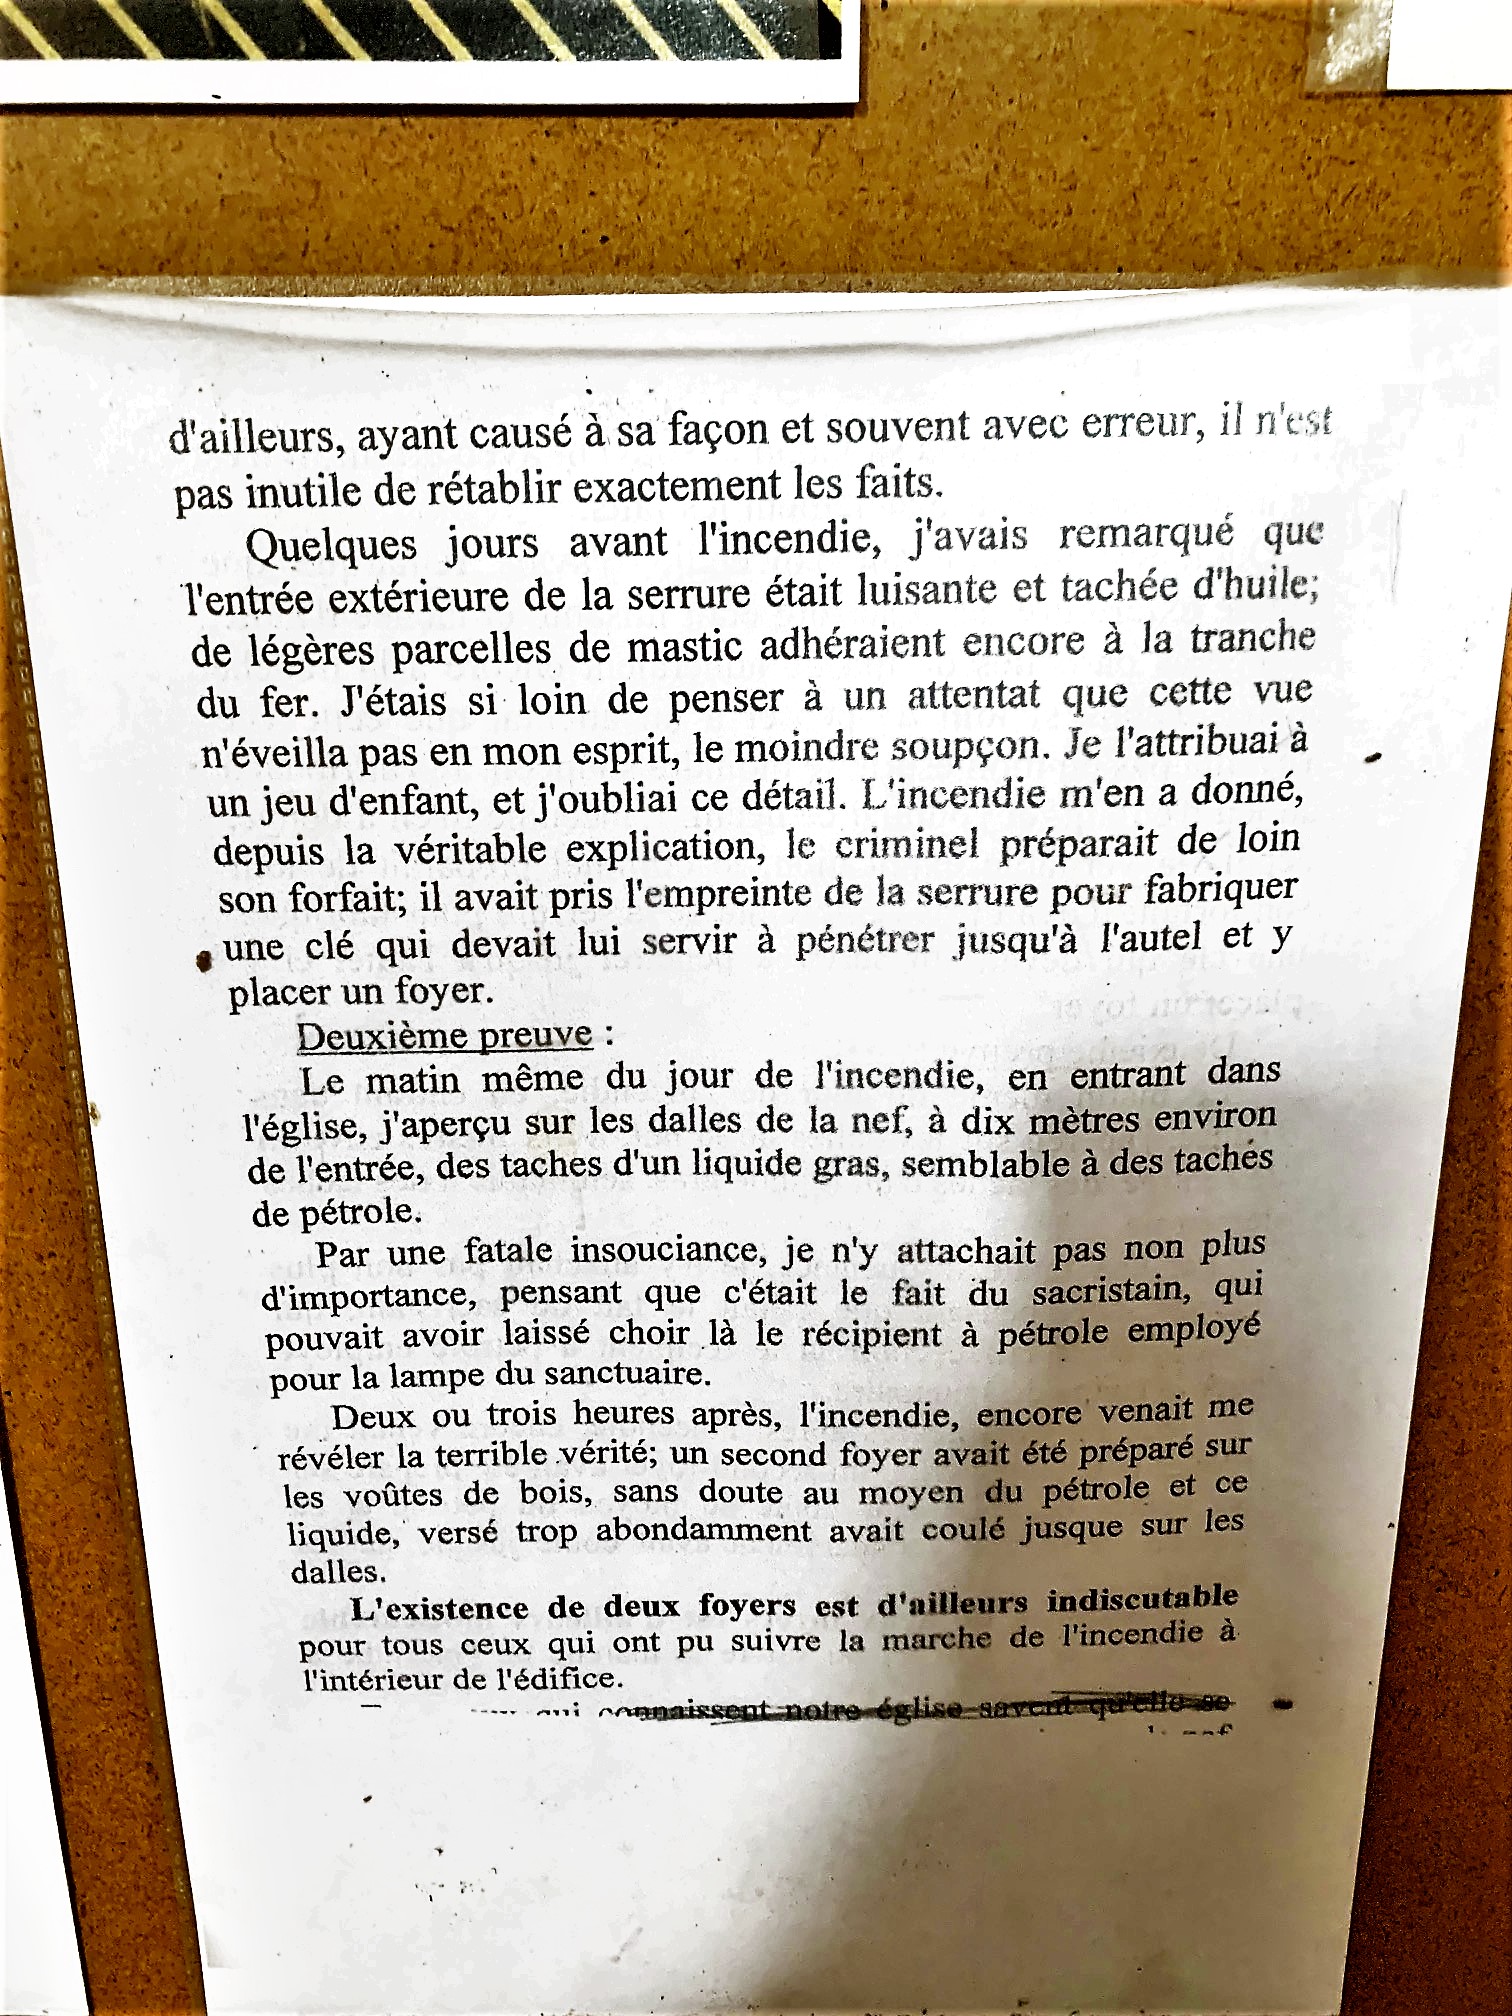 d'ailleurs, ayant causé à sa façon et souvent avec erreur, il n'est
pas inutile de rétablir exactement les faits.
Quelques jours avant l'incendie, j'avais remarqué que
l'entrée extérieure de la serrure était luisante et tachée d'huile;
de légères parcelles de mastic adhéraient encore à la tranche
du fer. J'étais si loin de penser à un attentat que cette vue
n'éveilla pas en mon esprit, le moindre soupçon. Je l'attribuai à
un jeu d'enfant, et j'oubliai ce détail. L'incendie m'en a donné,
depuis la véritable explication, le criminel préparait de loin
son forfait; il avait pris l'empreinte de la serrure pour fabriquer
une clé qui devait lui servir à pénétrer jusqu'à l'autel et y
placer un foyer.
Deuxième preuve :
Le matin même du jour de l'incendie, en entrant dans
l'église, j'aperçu sur les dalles de la nef, à dix mètres environ
de l'entrée, des taches d'un liquide gras, semblable à des taches
de pétrole.
Par une fatale insouciance, je n'y attachait pas non plus
d'importance, pensant que c'était le fait du sacristain, qui
pouvait avoir laissé choir là le récipient à pétrole employé
pour la lampe du sanctuaire.
Deux ou trois heures après, l'incendie, encore venait me
révéler la terrible vérité; un second foyer avait été préparé sur
les voûtes de bois, sans doute au moyen du pétrole et ce
liquide, versé trop abondamment avait coulé jusque sur les
dalles.
L'existence de deux foyers est d'ailleurs indiscutable
pour tous ceux qui ont pu suivre la marche de l'incendie à
l'intérieur de l'édifice.
qui connaissent notre église savent qu'elle se